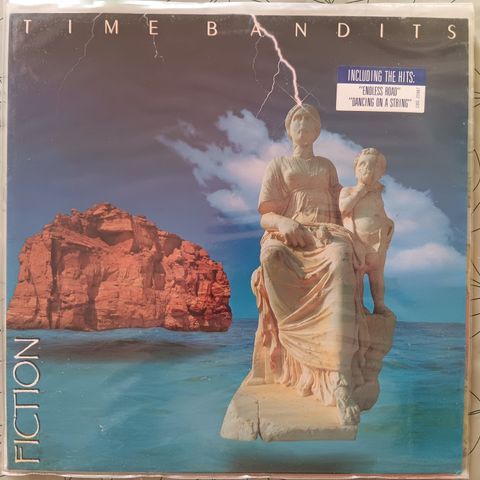 TIME BANDITS
INCLUDING THE HITS:
"ENDLESS ROAD"
"DANCING ON A STRING"
FICTION